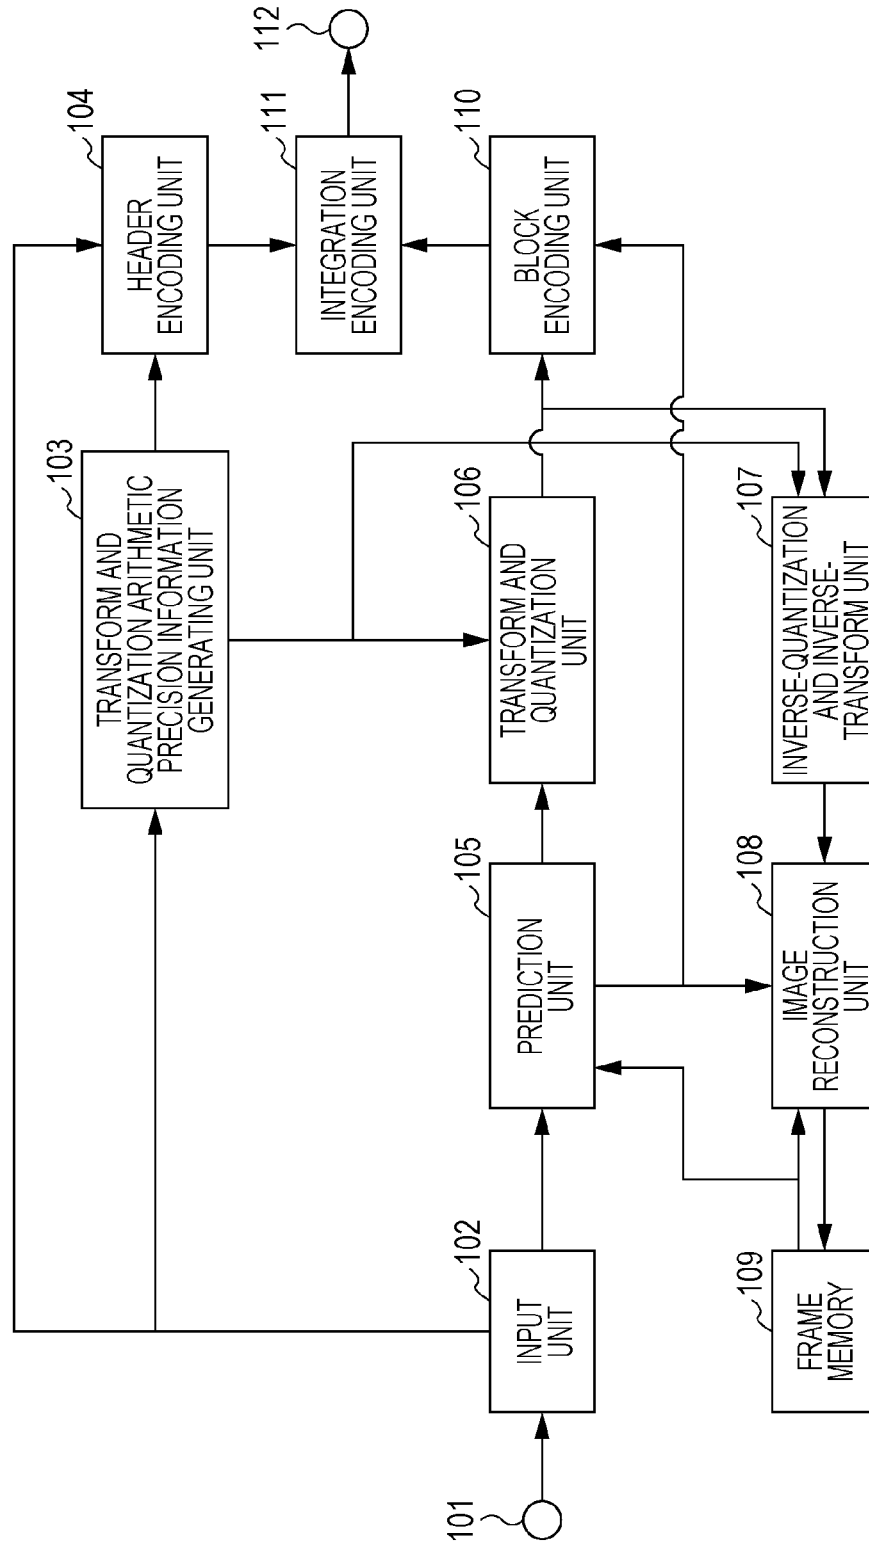 104
HEADER
ENCODING UNIT
112
103
TRANSFORM AND
QUANTIZATION ARITHMETIC
PRECISION INFORMATION
GENERATING UNIT
111
INTEGRATION
ENCODING UNIT
101
102
INPUT
UNIT
105
PREDICTION
UNIT
106
TRANSFORM AND
QUANTIZATION
UNIT
110
BLOCK
ENCODING UNIT
109
FRAME
MEMORY
108
IMAGE
RECONSTRUCTION
UNIT
107
INVERSE-QUANTIZATION
AND INVERSE-
TRANSFORM UNIT